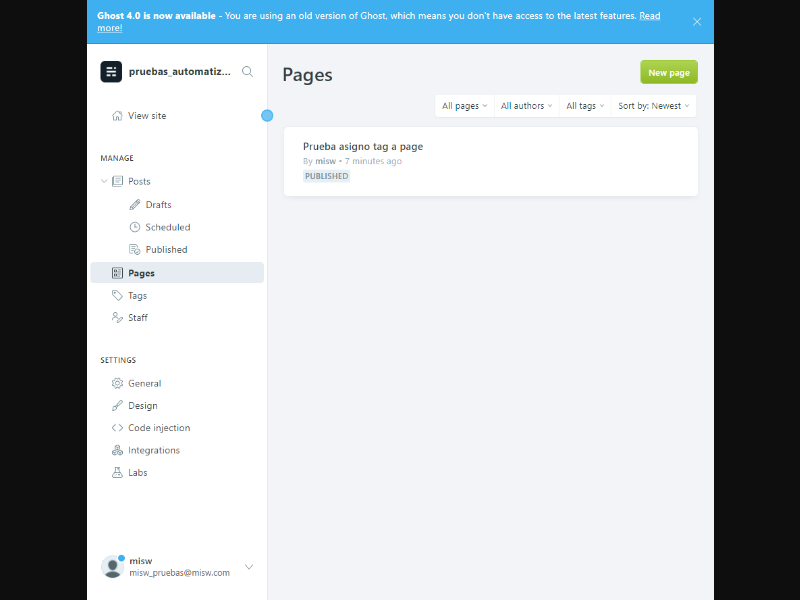 Ghost 4.0 is now available - You are using an old version of Ghost, which means you don't have access to the latest features. Read
more!
pruebas_automatiz...
View site
MANAGE
Posts
Drafts
Scheduled
Published
Pages
Tags
Staff
SETTINGS
General
Design
Code injection
Integrations
Labs
misw
misw_pruebas@misw.com
Pages
New page
All pages
All authors
All tags
Sort by: Newest
Prueba asigno tag a page
By misw • 7 minutes ago
PUBLISHED